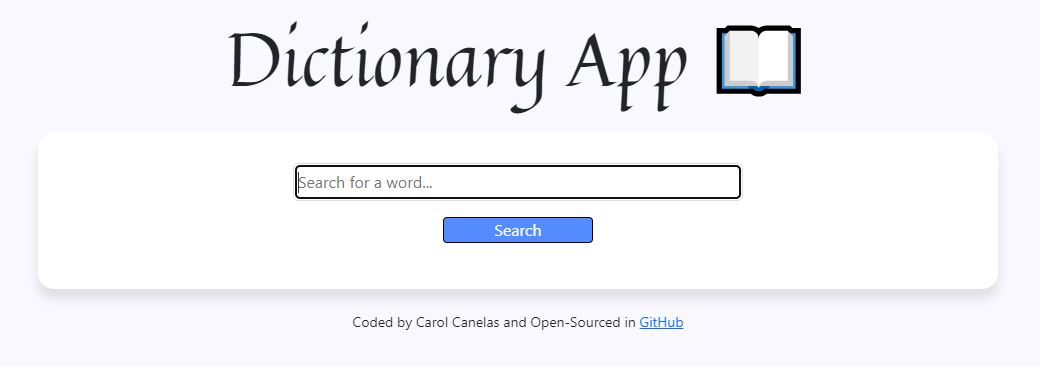 Dictionary App
Search for a word...
Search
Coded by Carol Canelas and Open-Sourced in GitHub